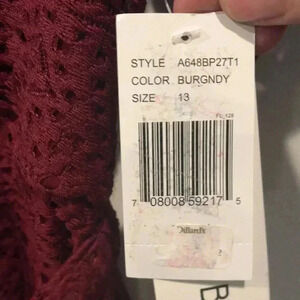 STYLE A648BP27T1
COLOR BURGNDY
SIZE 13
7 08008 59217 5
Dillard's